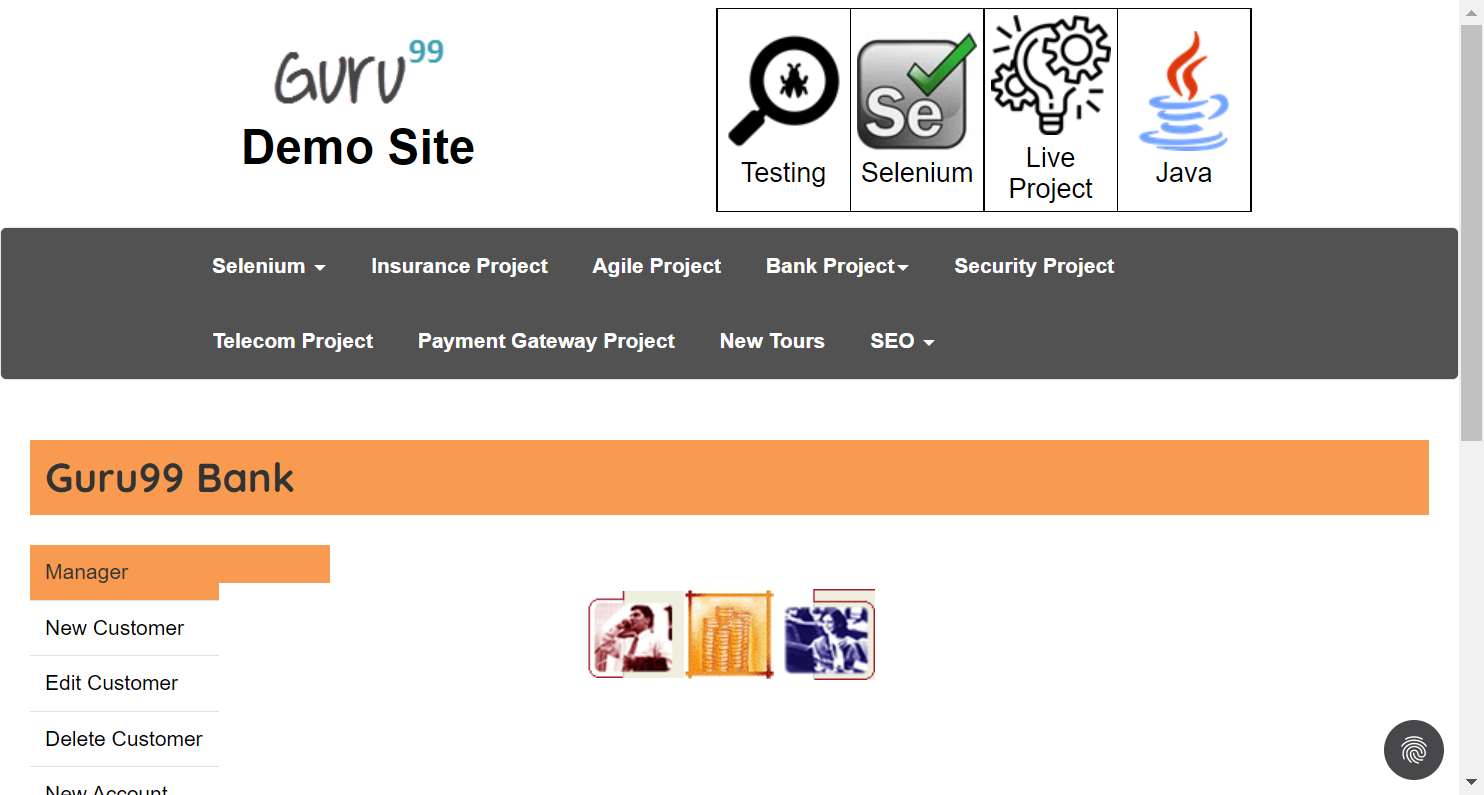 Guru99
Demo Site
Testing
Se
Selenium
Live
Project
Java
Selenium
Insurance Project
Agile Project
Bank Project
Security Project
Telecom Project
Payment Gateway Project
New Tours
SEO
Guru99 Bank
Manager
New Customer
Edit Customer
Delete Customer
New Account